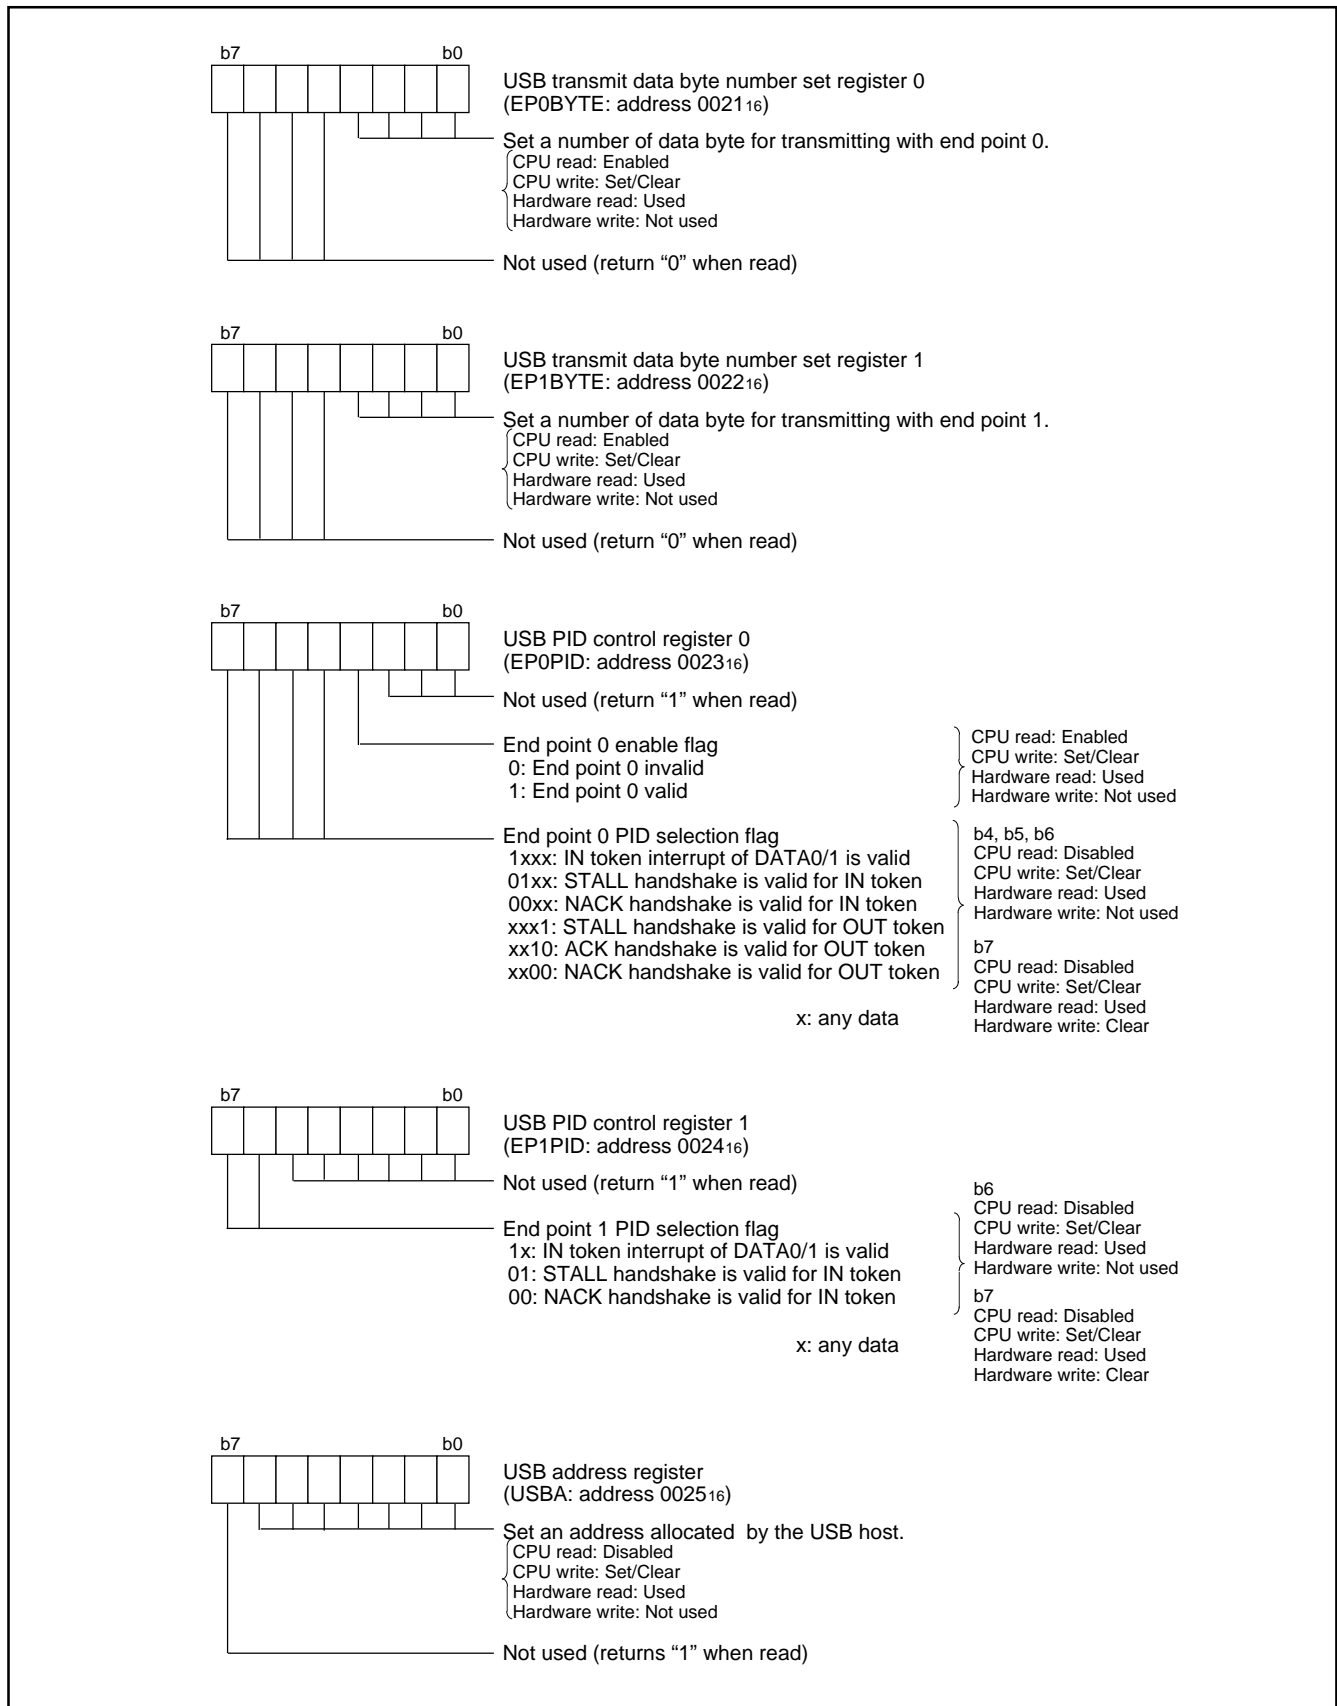 b7 b0
USB transmit data byte number set register 0
(EP0BYTE: address 002116)
Set a number of data byte for transmitting with end point 0.
CPU read: Enabled
CPU write: Set/Clear
Hardware read: Used
Hardware write: Not used
Not used (return “0” when read)
b7 b0
USB transmit data byte number set register 1
(EP1BYTE: address 002216)
Set a number of data byte for transmitting with end point 1.
CPU read: Enabled
CPU write: Set/Clear
Hardware read: Used
Hardware write: Not used
Not used (return “0” when read)
b7 b0
USB PID control register 0
(EP0PID: address 002316)
Not used (return “1” when read)
End point 0 enable flag
0: End point 0 invalid
1: End point 0 valid
CPU read: Enabled
CPU write: Set/Clear
Hardware read: Used
Hardware write: Not used
End point 0 PID selection flag
1xxx: IN token interrupt of DATA0/1 is valid
01xx: STALL handshake is valid for IN token
00xx: NACK handshake is valid for IN token
xxx1: STALL handshake is valid for OUT token
xx10: ACK handshake is valid for OUT token
xx00: NACK handshake is valid for OUT token
x: any data
b4, b5, b6
CPU read: Disabled
CPU write: Set/Clear
Hardware read: Used
Hardware write: Not used
b7
CPU read: Disabled
CPU write: Set/Clear
Hardware read: Used
Hardware write: Clear
b7 b0
USB PID control register 1
(EP1PID: address 002416)
Not used (return “1” when read)
End point 1 PID selection flag
1x: IN token interrupt of DATA0/1 is valid
01: STALL handshake is valid for IN token
00: NACK handshake is valid for IN token
x: any data
b6
CPU read: Disabled
CPU write: Set/Clear
Hardware read: Used
Hardware write: Not used
b7
CPU read: Disabled
CPU write: Set/Clear
Hardware read: Used
Hardware write: Clear
b7 b0
USB address register
(USBA: address 002516)
Set an address allocated by the USB host.
CPU read: Disabled
CPU write: Set/Clear
Hardware read: Used
Hardware write: Not used
Not used (returns “1” when read)